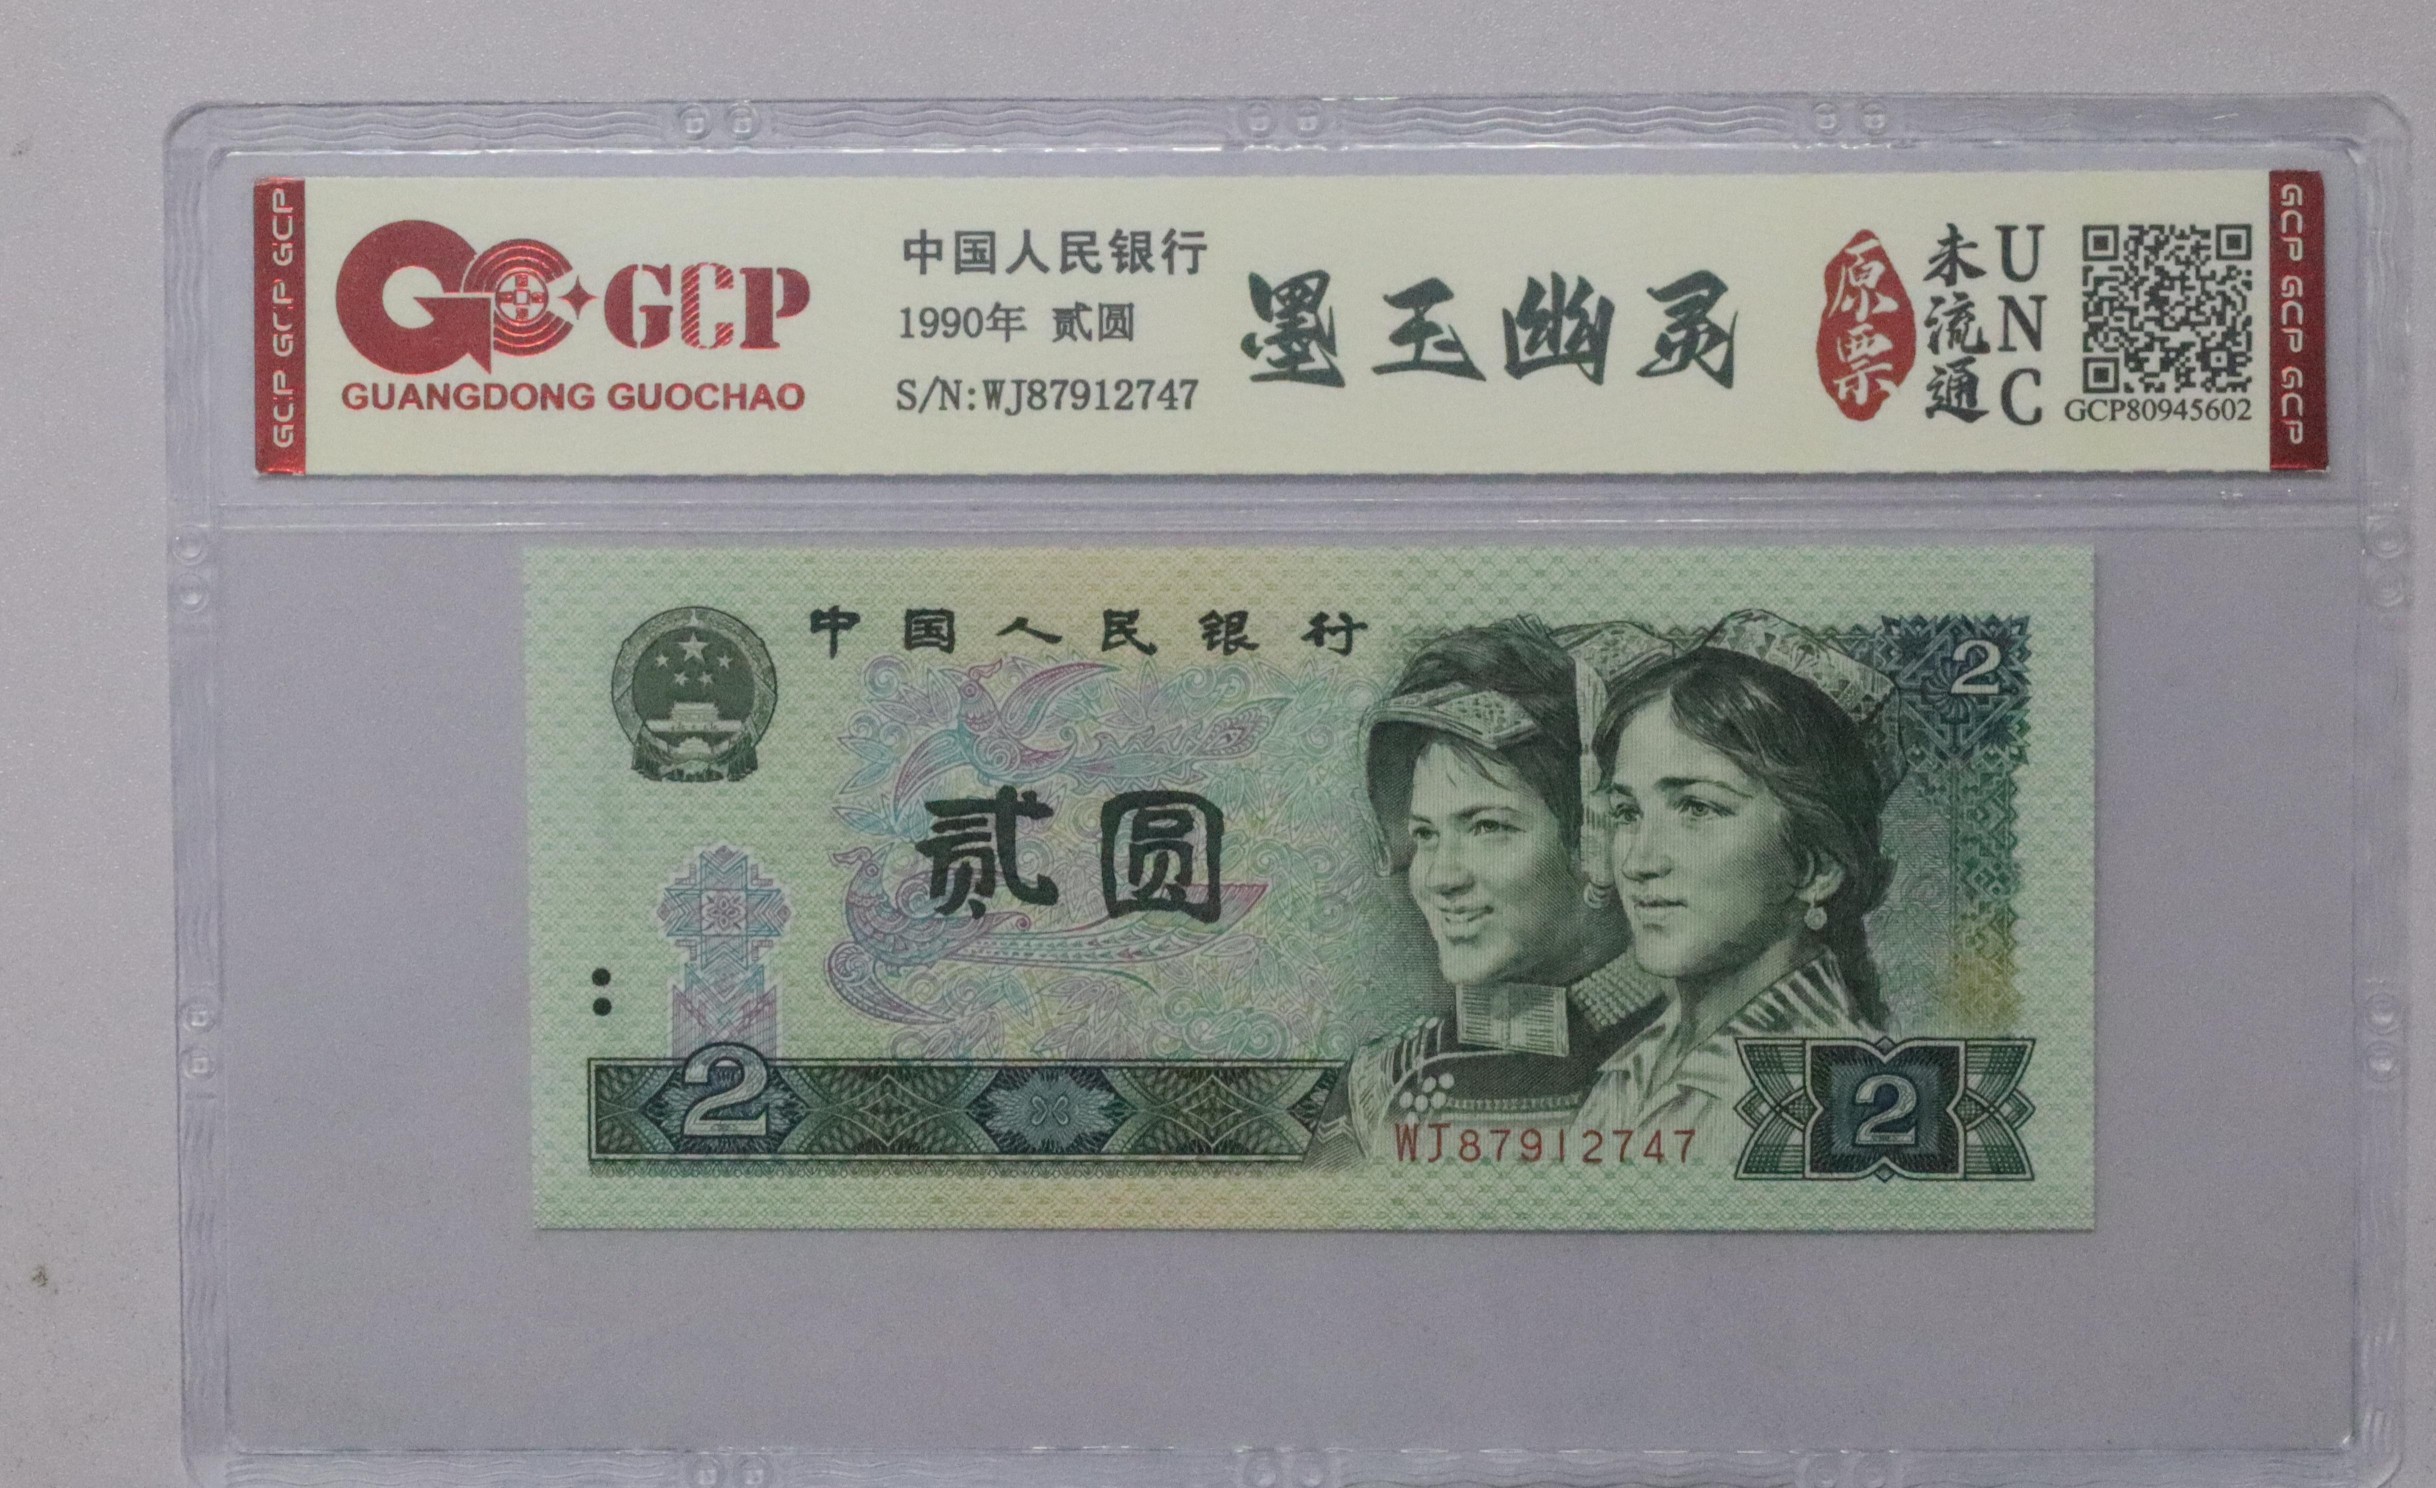 GCP GCP GCP
GCP
GUANGDONG GUOCHAO
中国人民银行
1990年 贰圆
S/N:WJ87912747
墨玉幽灵
原票
未流通
UNC
GCP80945602
GCP GCP GCP
中国人民银行
2
贰圆
2
WJ87912747
2